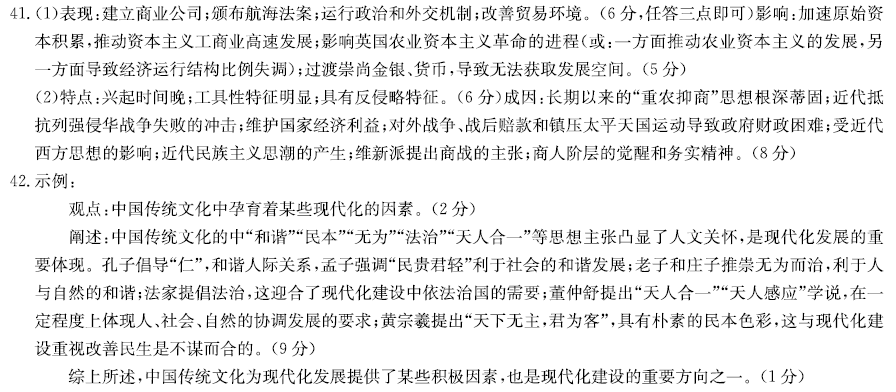 41. (1)表现:建立商业公司;颁布航海法案;运行政治和外交机制;改善贸易环境。(6分,任答三点即可)影响:加速原始资
本积累,推动资本主义工商业高速发展;影响英国农业资本主义革命的进程(或:一方面推动农业资本主义的发展,另
一方面导致经济运行结构比例失调);过渡崇尚金银、货币,导致无法获取发展空间。(5分)
(2)特点:兴起时间晚;工具性特征明显;具有反侵略特征。(6分)成因:长期以来的“重农抑商”思想根深蒂固;近代抵
抗列强侵华战争失败的冲击;维护国家经济利益;对外战争、战后赔款和镇压太平天国运动导致政府财政困难;受近代
西方思想的影响;近代民族主义思潮的产生;维新派提出商战的主张;商人阶层的觉醒和务实精神。(8分)
42. 示例:
观点:中国传统文化中孕育着某些现代化的因素。(2分)
阐述:中国传统文化的中“和谐”“民本”“无为”“法治”“天人合一”等思想主张凸显了人文关怀,是现代化发展的重
要体现。孔子倡导“仁”,和谐人际关系,孟子强调“民贵君轻”利于社会的和谐发展;老子和庄子推崇无为而治,利于人
与自然的和谐;法家提倡法治,这迎合了现代化建设中依法治国的需要;董仲舒提出“天人合一”“天人感应”学说,在一
定程度上体现人、社会、自然的协调发展的要求;黄宗羲提出“天下无主,君为客”,具有朴素的民本色彩,这与现代化建
设重视改善民生是不谋而合的。(9分)
综上所述,中国传统文化为现代化发展提供了某些积极因素,也是现代化建设的重要方向之一。(1分)